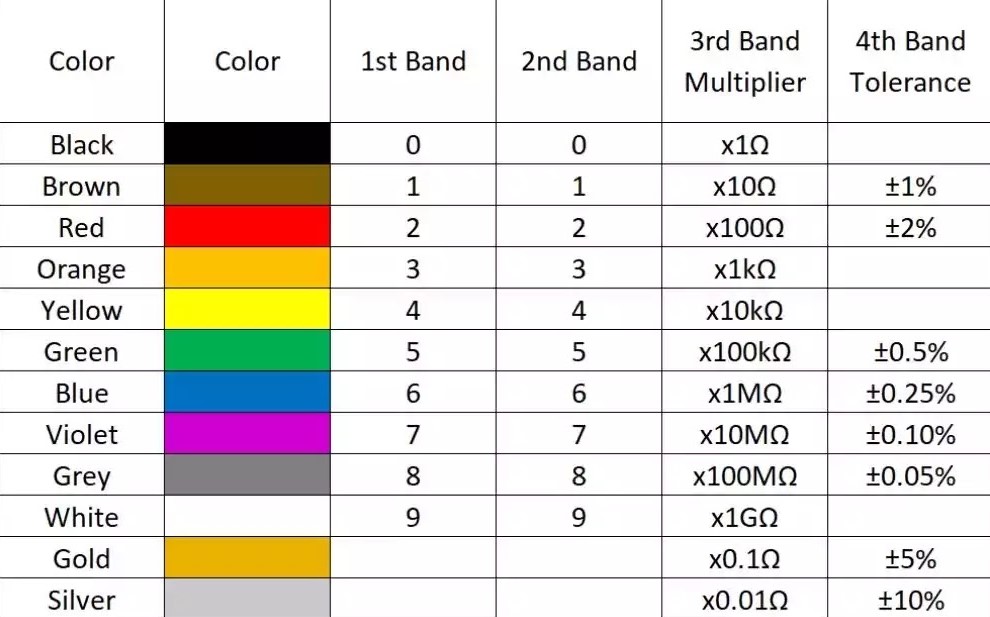 Color Color 1st Band 2nd Band 3rd Band Multiplier 4th Band Tolerance
Black 0 0 x1Ω
Brown 1 1 x10Ω ±1%
Red 2 2 x100Ω ±2%
Orange 3 3 x1kΩ
Yellow 4 4 x10kΩ
Green 5 5 x100kΩ ±0.5%
Blue 6 6 x1MΩ ±0.25%
Violet 7 7 x10MΩ ±0.10%
Grey 8 8 x100MΩ ±0.05%
White 9 9 x1GΩ
Gold x0.1Ω ±5%
Silver x0.01Ω ±10%